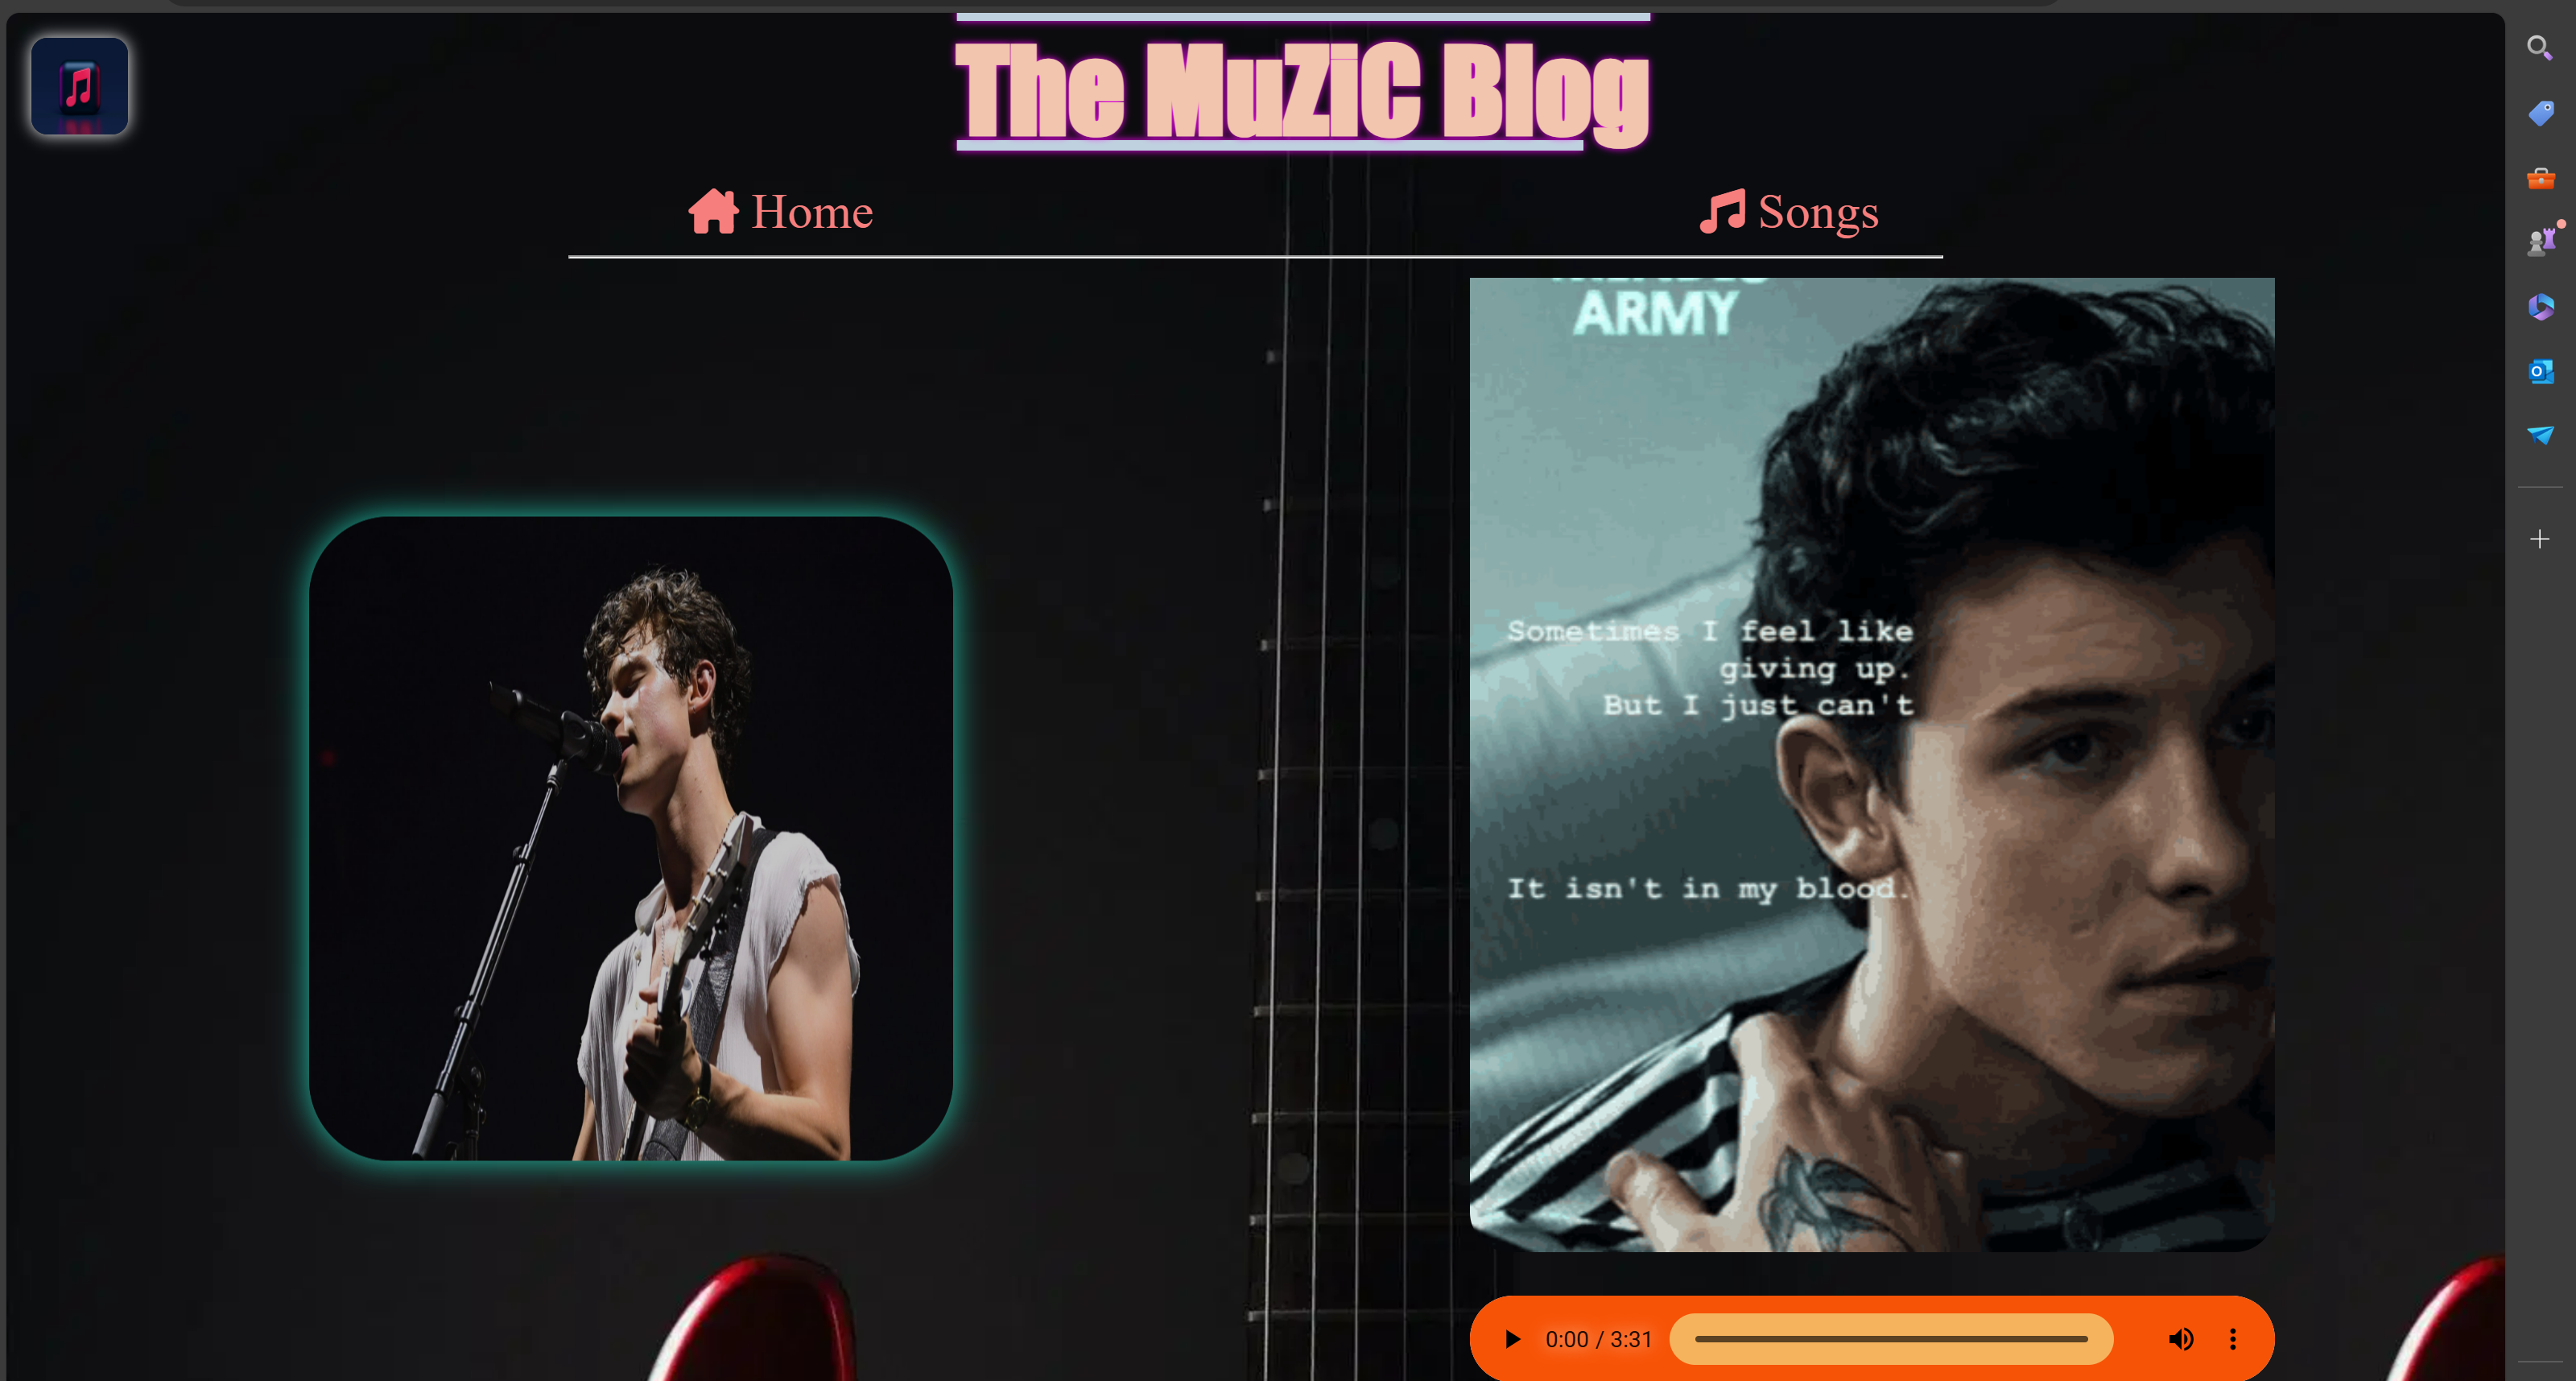 The MuZiC Blog
Home
Songs
ARMY
Sometimes I feel like
giving up.
But I just can't
It isn't in my blood.
0:00 / 3:31